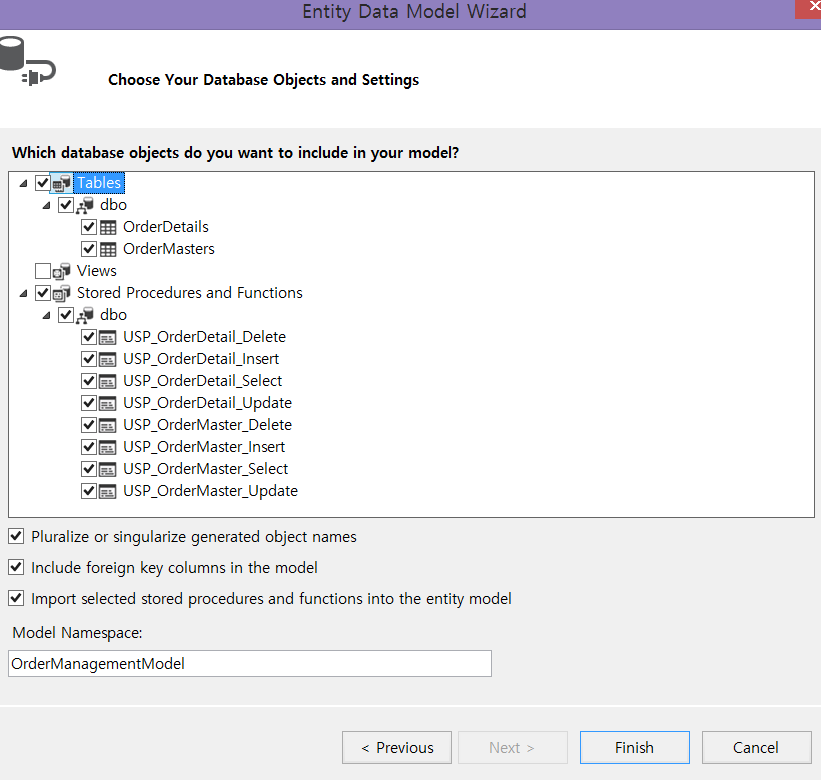 Entity Data Model Wizard
Choose Your Database Objects and Settings
Which database objects do you want to include in your model?
Tables
dbo
OrderDetails
OrderMasters
Views
Stored Procedures and Functions
dbo
USP_OrderDetail_Delete
USP_OrderDetail_Insert
USP_OrderDetail_Select
USP_OrderDetail_Update
USP_OrderMaster_Delete
USP_OrderMaster_Insert
USP_OrderMaster_Select
USP_OrderMaster_Update
Pluralize or singularize generated object names
Include foreign key columns in the model
Import selected stored procedures and functions into the entity model
Model Namespace:
OrderManagementModel
< Previous Next > Finish Cancel